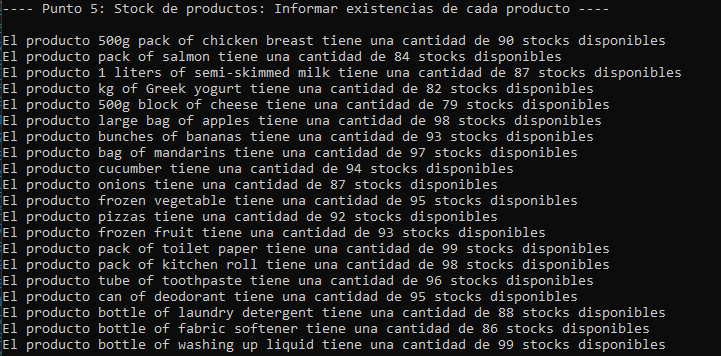 ---- Punto 5: Stock de productos: Informar existencias de cada producto ----
El producto 500g pack of chicken breast tiene una cantidad de 90 stocks disponibles
El producto pack of salmon tiene una cantidad de 84 stocks disponibles
El producto 1 liters of semi-skimmed milk tiene una cantidad de 87 stocks disponibles
El producto kg of Greek yogurt tiene una cantidad de 82 stocks disponibles
El producto 500g block of cheese tiene una cantidad de 79 stocks disponibles
El producto large bag of apples tiene una cantidad de 98 stocks disponibles
El producto bunches of bananas tiene una cantidad de 93 stocks disponibles
El producto bag of mandarins tiene una cantidad de 97 stocks disponibles
El producto cucumber tiene una cantidad de 94 stocks disponibles
El producto onions tiene una cantidad de 87 stocks disponibles
El producto frozen vegetable tiene una cantidad de 95 stocks disponibles
El producto pizzas tiene una cantidad de 92 stocks disponibles
El producto frozen fruit tiene una cantidad de 93 stocks disponibles
El producto pack of toilet paper tiene una cantidad de 99 stocks disponibles
El producto pack of kitchen roll tiene una cantidad de 98 stocks disponibles
El producto tube of toothpaste tiene una cantidad de 96 stocks disponibles
El producto can of deodorant tiene una cantidad de 95 stocks disponibles
El producto bottle of laundry detergent tiene una cantidad de 88 stocks disponibles
El producto bottle of fabric softener tiene una cantidad de 86 stocks disponibles
El producto bottle of washing up liquid tiene una cantidad de 99 stocks disponibles